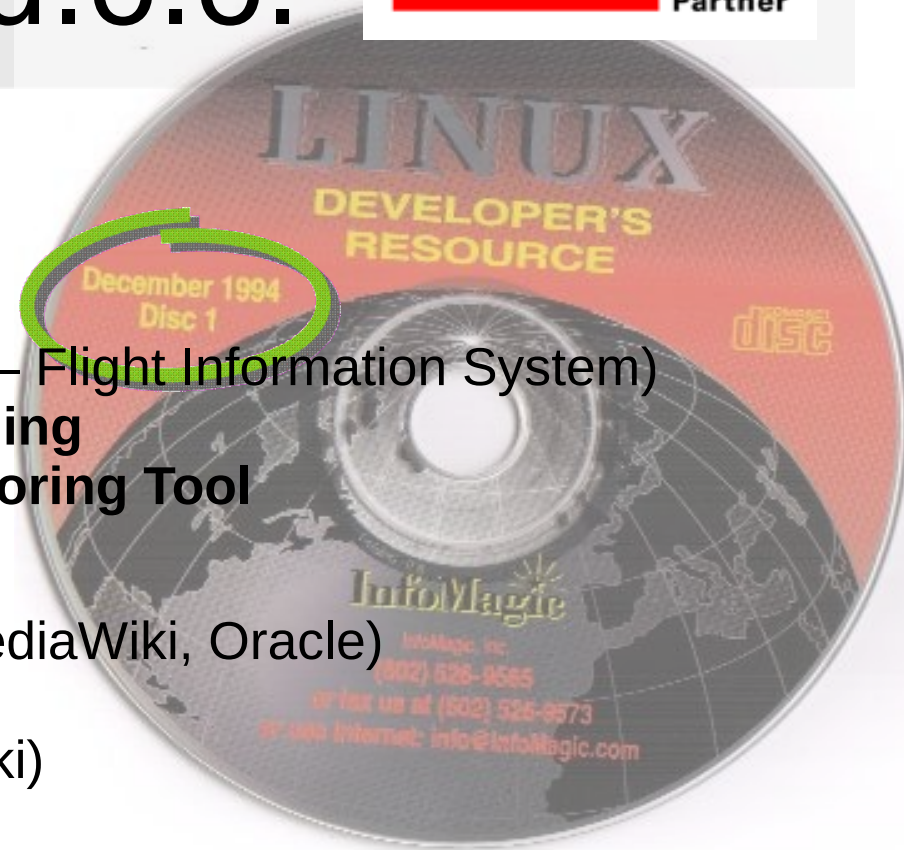 d.o.o.
Partner
LINUX
DEVELOPER'S
RESOURCE
December 1994
Disc 1
disc
– Flight Information System)
ing
oring Tool
InfoMagic
ediaWiki, Oracle)
InfoMagic, Inc.
(602) 526-9565
or fax us at (602) 526-9573
or use Internet: info@InfoMagic.com
ki)